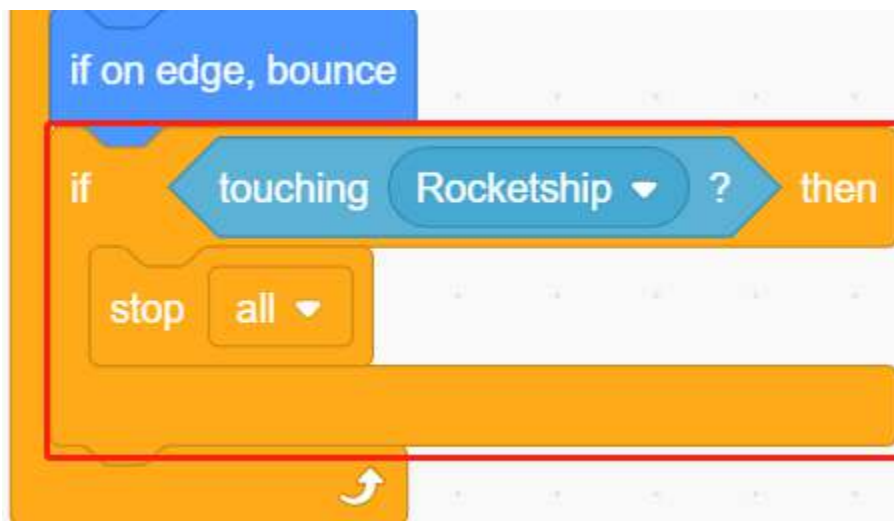 if on edge, bounce
if touching Rocketship ? then
stop all